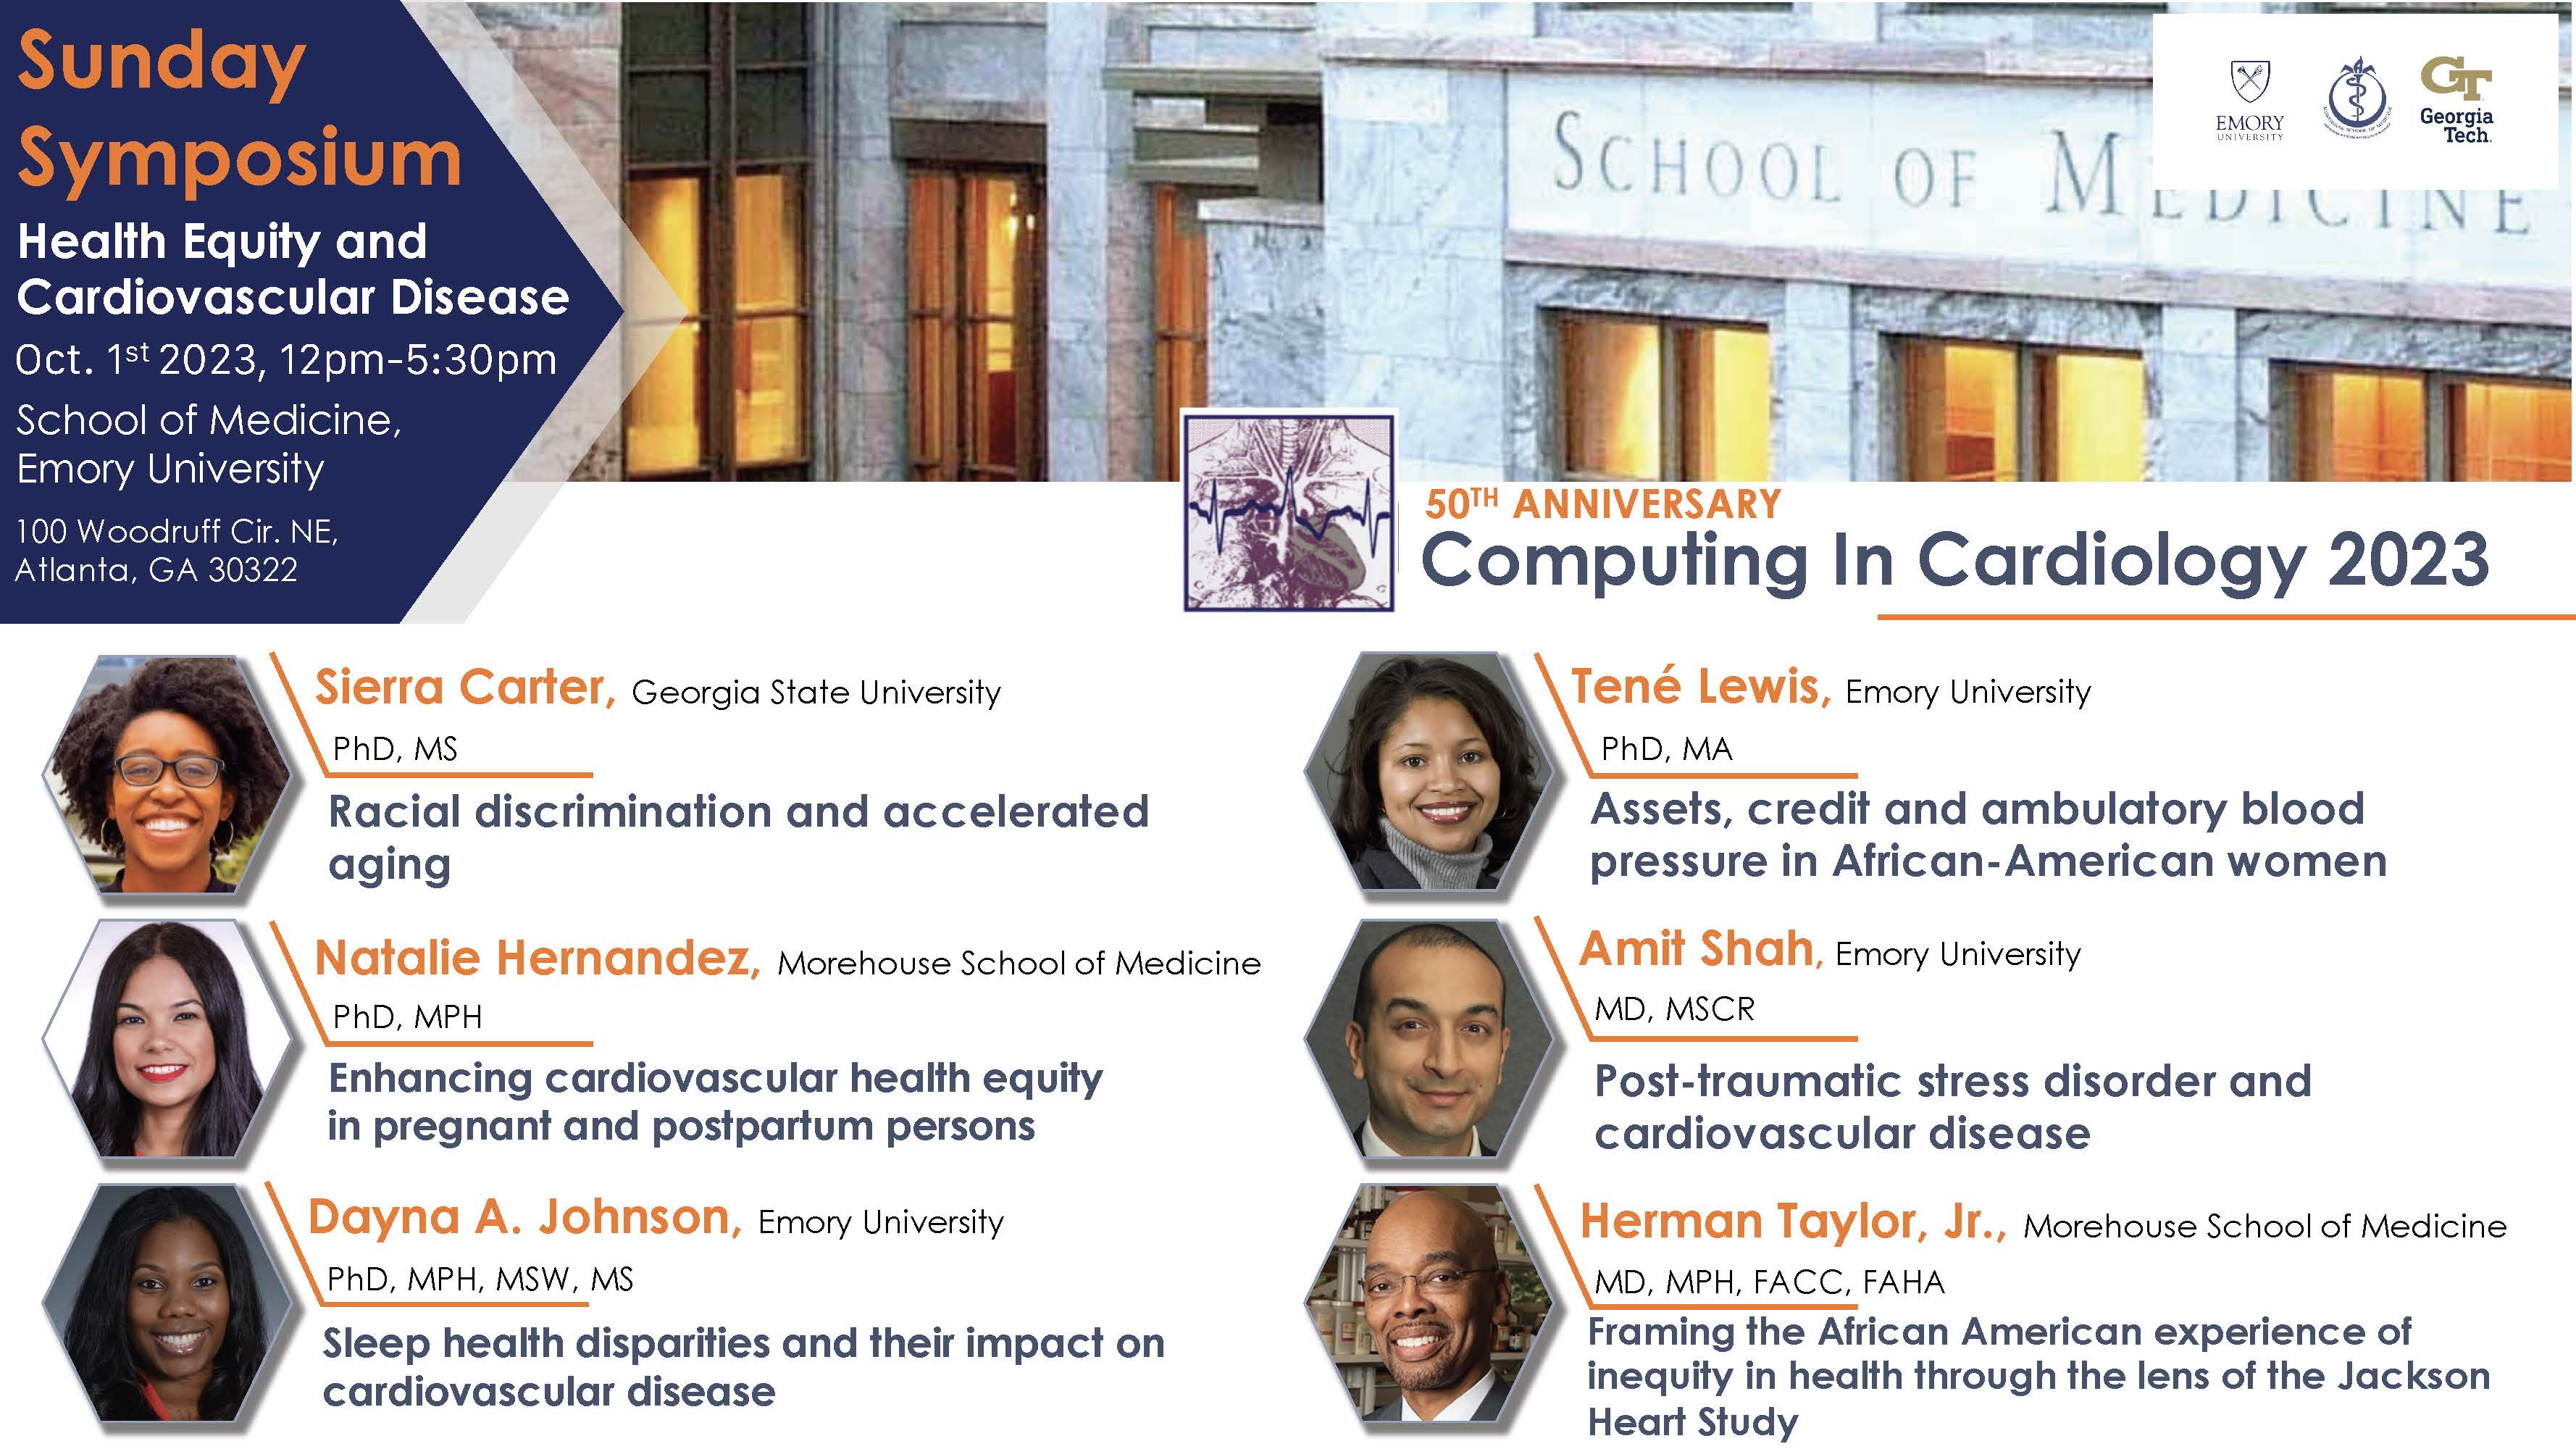 Sunday
Symposium
Health Equity and
Cardiovascular Disease
Oct. 1st 2023, 12pm-5:30pm
School of Medicine,
Emory University
100 Woodruff Cir. NE,
Atlanta, GA 30322
SCHOOL OF MEDICINE
EMORY
UNIVERSITY
GT
Georgia
Tech.
50TH ANNIVERSARY
Computing In Cardiology 2023
Sierra Carter, Georgia State University
PhD, MS
Racial discrimination and accelerated
aging
Natalie Hernandez, Morehouse School of Medicine
PhD, MPH
Enhancing cardiovascular health equity
in pregnant and postpartum persons
Dayna A. Johnson, Emory University
PhD, MPH, MSW, MS
Sleep health disparities and their impact on
cardiovascular disease
Tené Lewis, Emory University
PhD, MA
Assets, credit and ambulatory blood
pressure in African-American women
Amit Shah, Emory University
MD, MSCR
Post-traumatic stress disorder and
cardiovascular disease
Herman Taylor, Jr., Morehouse School of Medicine
MD, MPH, FACC, FAHA
Framing the African American experience of
inequity in health through the lens of the Jackson
Heart Study